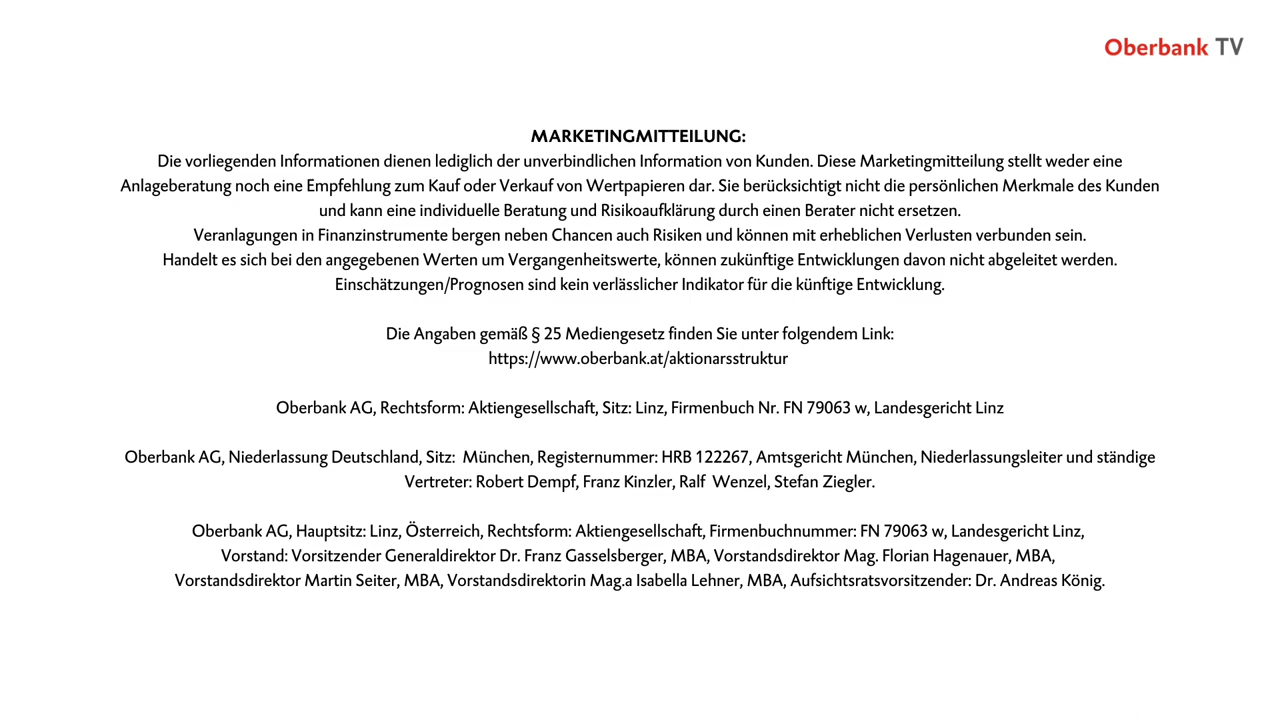 Oberbank TV
MARKETINGMITTEILUNG:
Die vorliegenden Informationen dienen lediglich der unverbindlichen Information von Kunden. Diese Marketingmitteilung stellt weder eine
Anlageberatung noch eine Empfehlung zum Kauf oder Verkauf von Wertpapieren dar. Sie berücksichtigt nicht die persönlichen Merkmale des Kunden
und kann eine individuelle Beratung und Risikoaufklärung durch einen Berater nicht ersetzen.
Veranlagungen in Finanzinstrumente bergen neben Chancen auch Risiken und können mit erheblichen Verlusten verbunden sein.
Handelt es sich bei den angegebenen Werten um Vergangenheitswerte, können zukünftige Entwicklungen davon nicht abgeleitet werden.
Einschätzungen/Prognosen sind kein verlässlicher Indikator für die künftige Entwicklung.
Die Angaben gemäß § 25 Mediengesetz finden Sie unter folgendem Link:
https://www.oberbank.at/aktionarsstruktur
Oberbank AG, Rechtsform: Aktiengesellschaft, Sitz: Linz, Firmenbuch Nr. FN 79063 w, Landesgericht Linz
Oberbank AG, Niederlassung Deutschland, Sitz: München, Registernummer: HRB 122267, Amtsgericht München, Niederlassungsleiter und ständige
Vertreter: Robert Dempf, Franz Kinzler, Ralf Wenzel, Stefan Ziegler.
Oberbank AG, Hauptsitz: Linz, Österreich, Rechtsform: Aktiengesellschaft, Firmenbuchnummer: FN 79063 w, Landesgericht Linz,
Vorstand: Vorsitzender Generaldirektor Dr. Franz Gasselsberger, MBA, Vorstandsdirektor Mag. Florian Hagenauer, MBA,
Vorstandsdirektor Martin Seiter, MBA, Vorstandsdirektorin Mag.a Isabella Lehner, MBA, Aufsichtsratsvorsitzender: Dr. Andreas König.